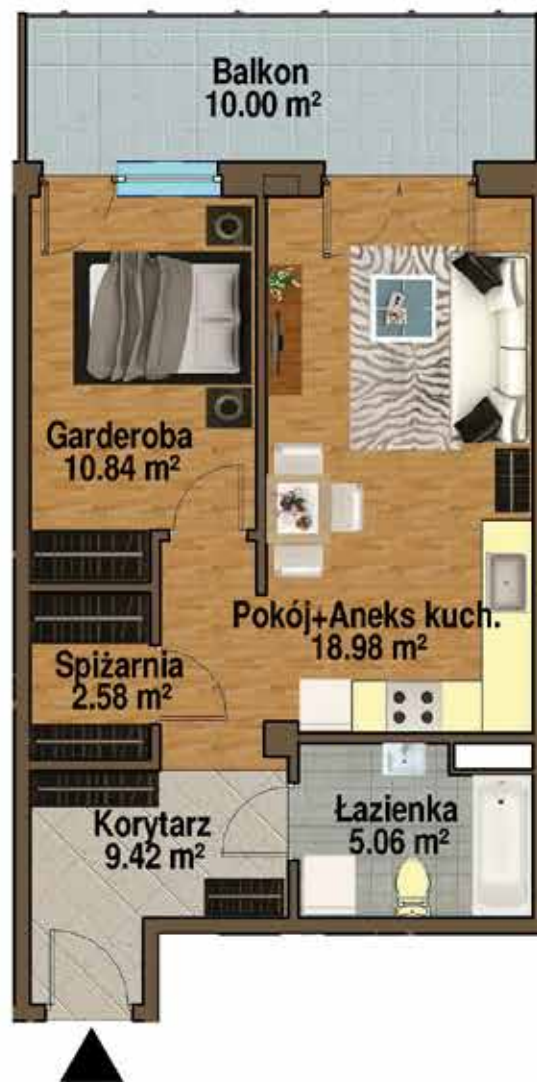 Balkon
10.00 m²
Garderoba
10.84 m²
Pokój+Aneks kuch.
18.98 m²
Spiżarnia
2.58 m²
Korytarz
9.42 m²
Łazienka
5.06 m²